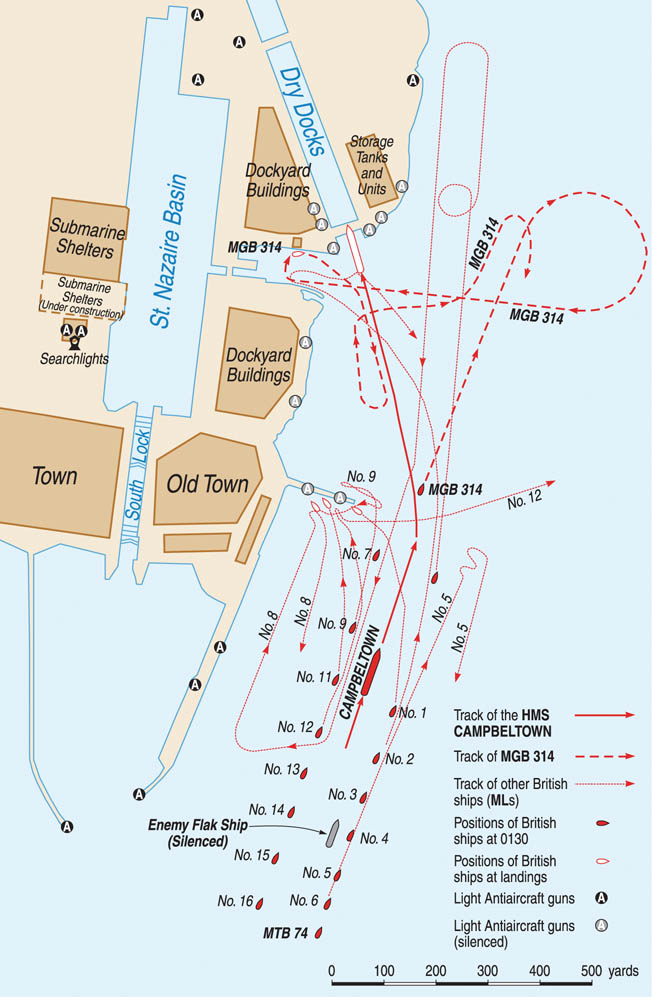 A
A
A
A
Dry Docks
Storage
Tanks
and
Units
Dockyard
Buildings
A
A
A
A
A
A
MGB 314
MGB 314
MGB 314
Submarine
Shelters
St. Nazaire Basin
Submarine
Shelters
(Under construction)
A A
Searchlights
Dockyard
Buildings
A
A
Town
South Lock
Old Town
A
A
No. 9
MGB 314
No. 12
No. 7
No. 5
No. 5
No. 8
No. 8
No. 9
CAMPBELTOWN
No. 11
A
A
No. 1
No. 12
No. 2
No. 13
A
No. 3
No. 14
A
Enemy Flak Ship
(Silenced)
No. 4
No. 15
No. 5
No. 16
No. 6
MTB 74
Track of the HMS
CAMPBELTOWN
Track of MGB 314
Track of other British
ships (MLs)
Positions of British
ships at 0130
Positions of British
ships at landings
Light Antiaircraft guns A
Light Antiaircraft guns A
(silenced)
0 100 200 300 400 500 yards